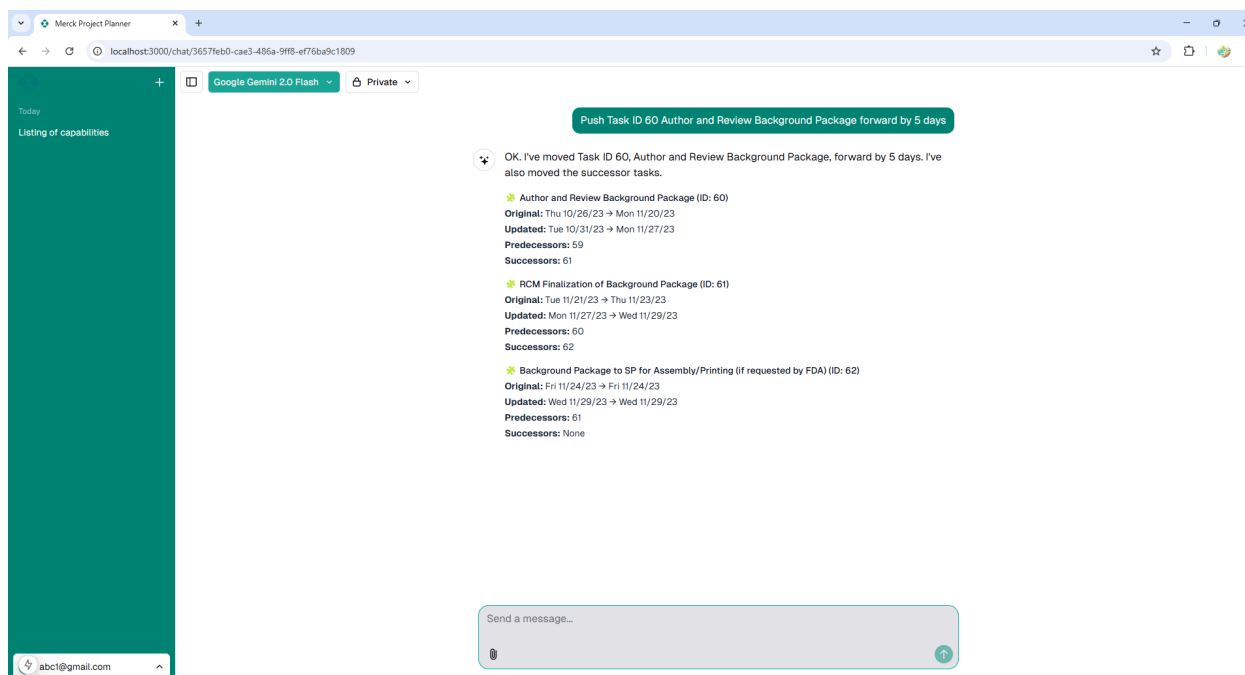 Merck Project Planner
localhost:3000/chat/3657feb0-cae3-486a-9ff8-ef76ba9c1809
Google Gemini 2.0 Flash
Private
Today
Listing of capabilities
Push Task ID 60 Author and Review Background Package forward by 5 days
OK. I've moved Task ID 60, Author and Review Background Package, forward by 5 days. I've
also moved the successor tasks.
Author and Review Background Package (ID: 60)
Original: Thu 10/26/23 → Mon 11/20/23
Updated: Tue 10/31/23 → Mon 11/27/23
Predecessors: 59
Successors: 61
RCM Finalization of Background Package (ID: 61)
Original: Tue 11/21/23 → Thu 11/23/23
Updated: Mon 11/27/23 → Wed 11/29/23
Predecessors: 60
Successors: 62
Background Package to SP for Assembly/Printing (if requested by FDA) (ID: 62)
Original: Fri 11/24/23 → Fri 11/24/23
Updated: Wed 11/29/23 → Wed 11/29/23
Predecessors: 61
Successors: None
Send a message...
abc1@gmail.com